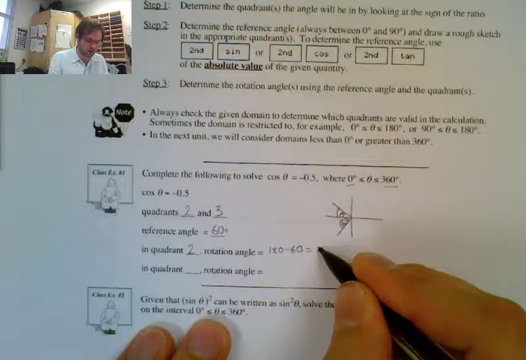 Step 1: Determine the quadrant(s) the angle will be in by looking at the sign of the ratio.
Step 2: Determine the reference angle (always between 0° and 90°) and draw a rough sketch
in the appropriate quadrant(s). To determine the reference angle, use
2nd sin or 2nd cos or 2nd tan
of the absolute value of the given quantity.
Step 3: Determine the rotation angle(s) using the reference angle and the quadrant(s).
Note
• Always check the given domain to determine which quadrants are valid in the calculation.
Sometimes the domain is restricted to, for example, 0° ≤ θ ≤ 180°, or 90° ≤ θ ≤ 180°.
• In the next unit, we will consider domains less than 0° or greater than 360°.
Class Ex. #1
Complete the following to solve cos θ = –0.5, where 0° ≤ θ ≤ 360°.
cos θ = –0.5
quadrants 2 and 3
reference angle = 60°
in quadrant 2, rotation angle = 180-60 =
in quadrant ___, rotation angle =
Class Ex. #2
Given that (sin θ)² can be written as sin²θ, solve the
on the interval 0° ≤ θ ≤ 360°.